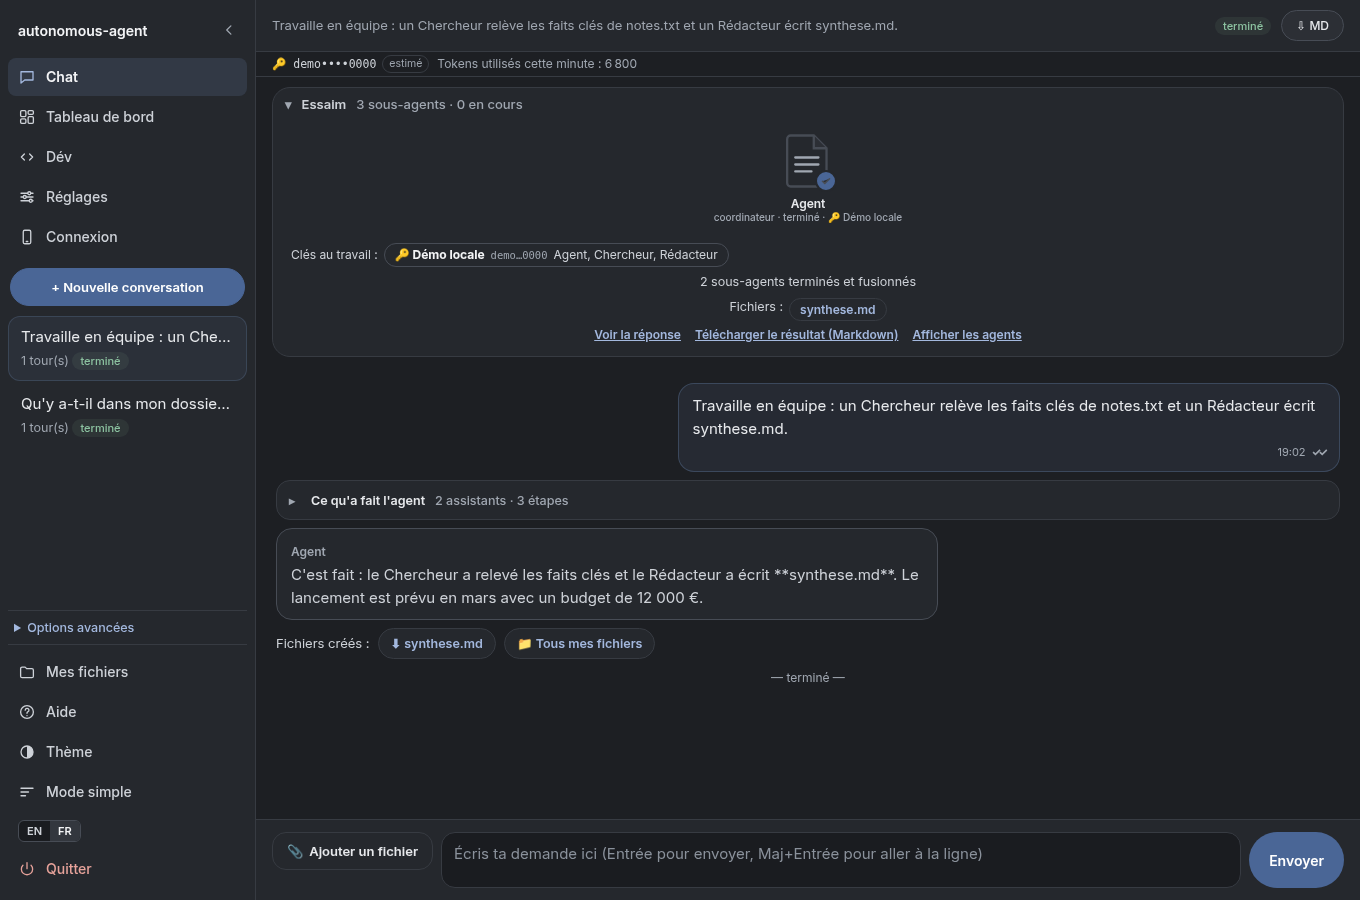 autonomous-agent
Chat
Tableau de bord
Dév
Réglages
Connexion
+ Nouvelle conversation
Travaille en équipe : un Che...
1 tour(s) terminé
Qu'y a-t-il dans mon dossie...
1 tour(s) terminé
Options avancées
Mes fichiers
Aide
Thème
Mode simple
EN FR
Quitter
Travaille en équipe : un Chercheur relève les faits clés de notes.txt et un Rédacteur écrit synthese.md.
terminé
⇩ MD
🔑 demo••••0000 estimé Tokens utilisés cette minute : 6 800
▼ Essaim 3 sous-agents · 0 en cours
Agent
coordinateur · terminé · 🔑 Démo locale
Clés au travail : 🔑 Démo locale demo…0000 Agent, Chercheur, Rédacteur
2 sous-agents terminés et fusionnés
Fichiers : synthese.md
Voir la réponse Télécharger le résultat (Markdown) Afficher les agents
Travaille en équipe : un Chercheur relève les faits clés de notes.txt et un Rédacteur écrit
synthese.md.
19:02
▸ Ce qu'a fait l'agent 2 assistants · 3 étapes
Agent
C'est fait : le Chercheur a relevé les faits clés et le Rédacteur a écrit **synthese.md**. Le
lancement est prévu en mars avec un budget de 12 000 €.
Fichiers créés : ⬇ synthese.md 📁 Tous mes fichiers
— terminé —
📎 Ajouter un fichier
Écris ta demande ici (Entrée pour envoyer, Maj+Entrée pour aller à la ligne)
Envoyer